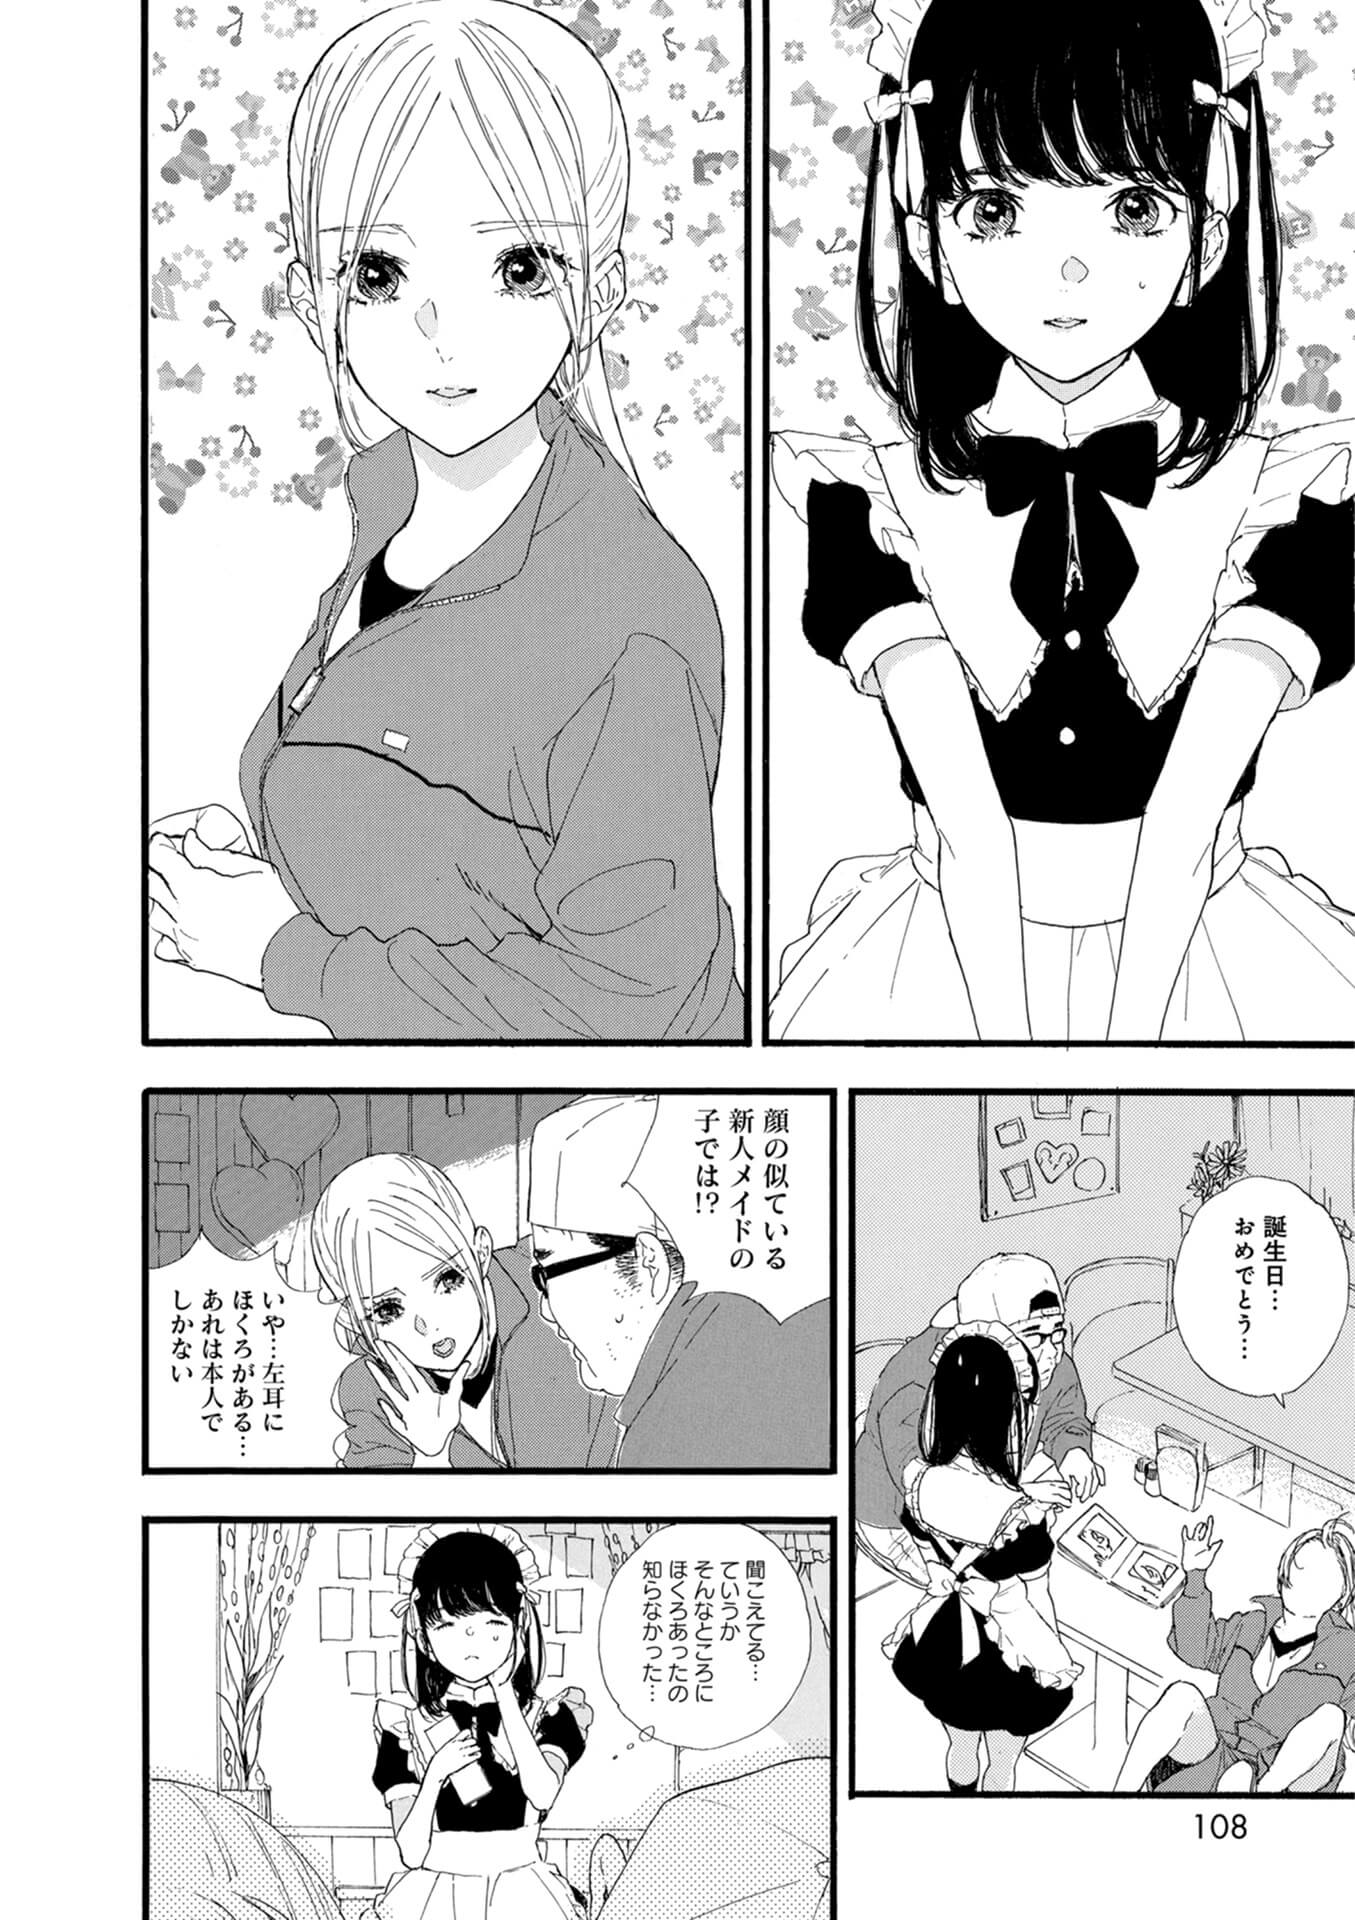 誕生日…
おめでとう…
顔の似ている
新人メイドの
子では!?
いや…左耳に
ほくろがある…
あれは本人で
しかない
聞こえてる…
ていうか
そんなところに
ほくろあったの
知らなかった…
108